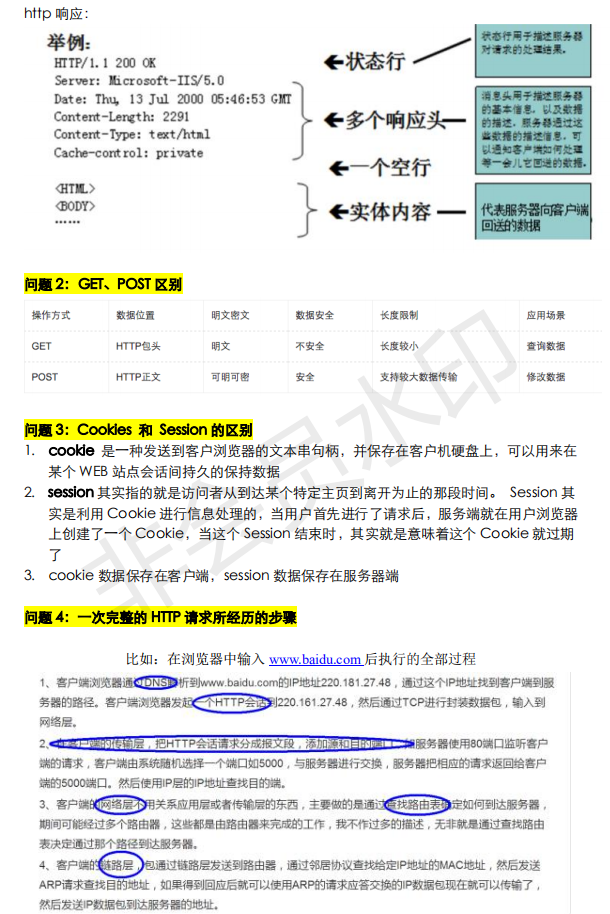 http 响应：
举例：
HTTP/1.1 200 OK
Server: Microsoft-IIS/5.0
Date: Thu, 13 Jul 2000 05:46:53 GMT
Content-Length: 2291
Content-Type: text/html
Cache-control: private
<HTML>
<BODY>
……
状态行
多个响应头
一个空行
实体内容
状态行用于描述服务器
对请求的处理结果。
消息头用于描述服务器
的基本信息，以及数据
的描述，服务器通过这
些数据的描述信息，可
以通知客户端如何处理
等一会儿它回送的数据。
代表服务器向客户端
回送的数据
问题 2：GET、POST 区别
操作方式 数据位置 明文密文 数据安全 长度限制 应用场景
GET HTTP包头 明文 不安全 长度较小 查询数据
POST HTTP正文 可明可密 安全 支持较大数据传输 修改数据
问题 3：Cookies 和 Session 的区别
1. cookie 是一种发送到客户浏览器的文本串句柄，并保存在客户机硬盘上，可以用来在
某个 WEB 站点会话间持久的保持数据
2. session 其实指的就是访问者从到达某个特定主页到离开为止的那段时间。 Session 其
实是利用 Cookie 进行信息处理的，当用户首先进行了请求后，服务端就在用户浏览器
上创建了一个 Cookie，当这个 Session 结束时，其实就是意味着这个 Cookie 就过期
了
3. cookie 数据保存在客户端，session 数据保存在服务器端
问题 4：一次完整的 HTTP 请求所经历的步骤
比如：在浏览器中输入 www.baidu.com 后执行的全部过程
1、客户端浏览器通过DNS解析到www.baidu.com的IP地址220.181.27.48，通过这个IP地址找到客户端到服
务器的路径。客户端浏览器发起一个HTTP会话到220.161.27.48，然后通过TCP进行封装数据包，输入到
网络层。
2、在客户端的传输层，把HTTP会话请求分成报文段，添加源和目的端口，如服务器使用80端口监听客户
端的请求，客户端由系统随机选择一个端口如5000，与服务器进行交换，服务器把相应的请求返回给客户
端的5000端口。然后使用IP层的IP地址查找目的端。
3、客户端的网络层不用关系应用层或者传输层的东西，主要做的是通过查找路由表确定如何到达服务器，
期间可能经过多个路由器，这些都是由路由器来完成的工作，我不作过多的描述，无非就是通过查找路由
表决定通过那个路径到达服务器。
4、客户端的链路层，包通过链路层发送到路由器，通过邻居协议查找给定IP地址的MAC地址，然后发送
ARP请求查找目的地址，如果得到回应后就可以使用ARP的请求应答交换的IP数据包现在就可以传输了，
然后发送IP数据包到达服务器的地址。
非会员水印